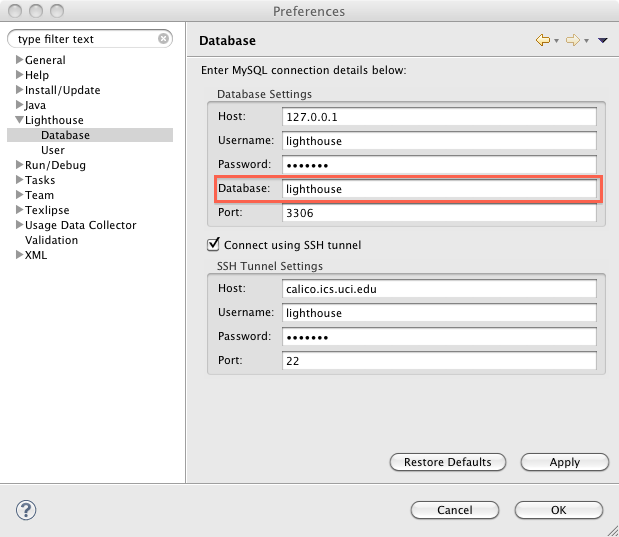 Preferences
type filter text
General
Help
Install/Update
Java
Lighthouse
Database
User
Run/Debug
Tasks
Team
Texlipse
Usage Data Collector
Validation
XML
Database
Enter MySQL connection details below:
Database Settings
Host: 127.0.0.1
Username: lighthouse
Password: •••••••
Database: lighthouse
Port: 3306
Connect using SSH tunnel
SSH Tunnel Settings
Host: calico.ics.uci.edu
Username: lighthouse
Password: •••••••
Port: 22
Restore Defaults Apply
? Cancel OK